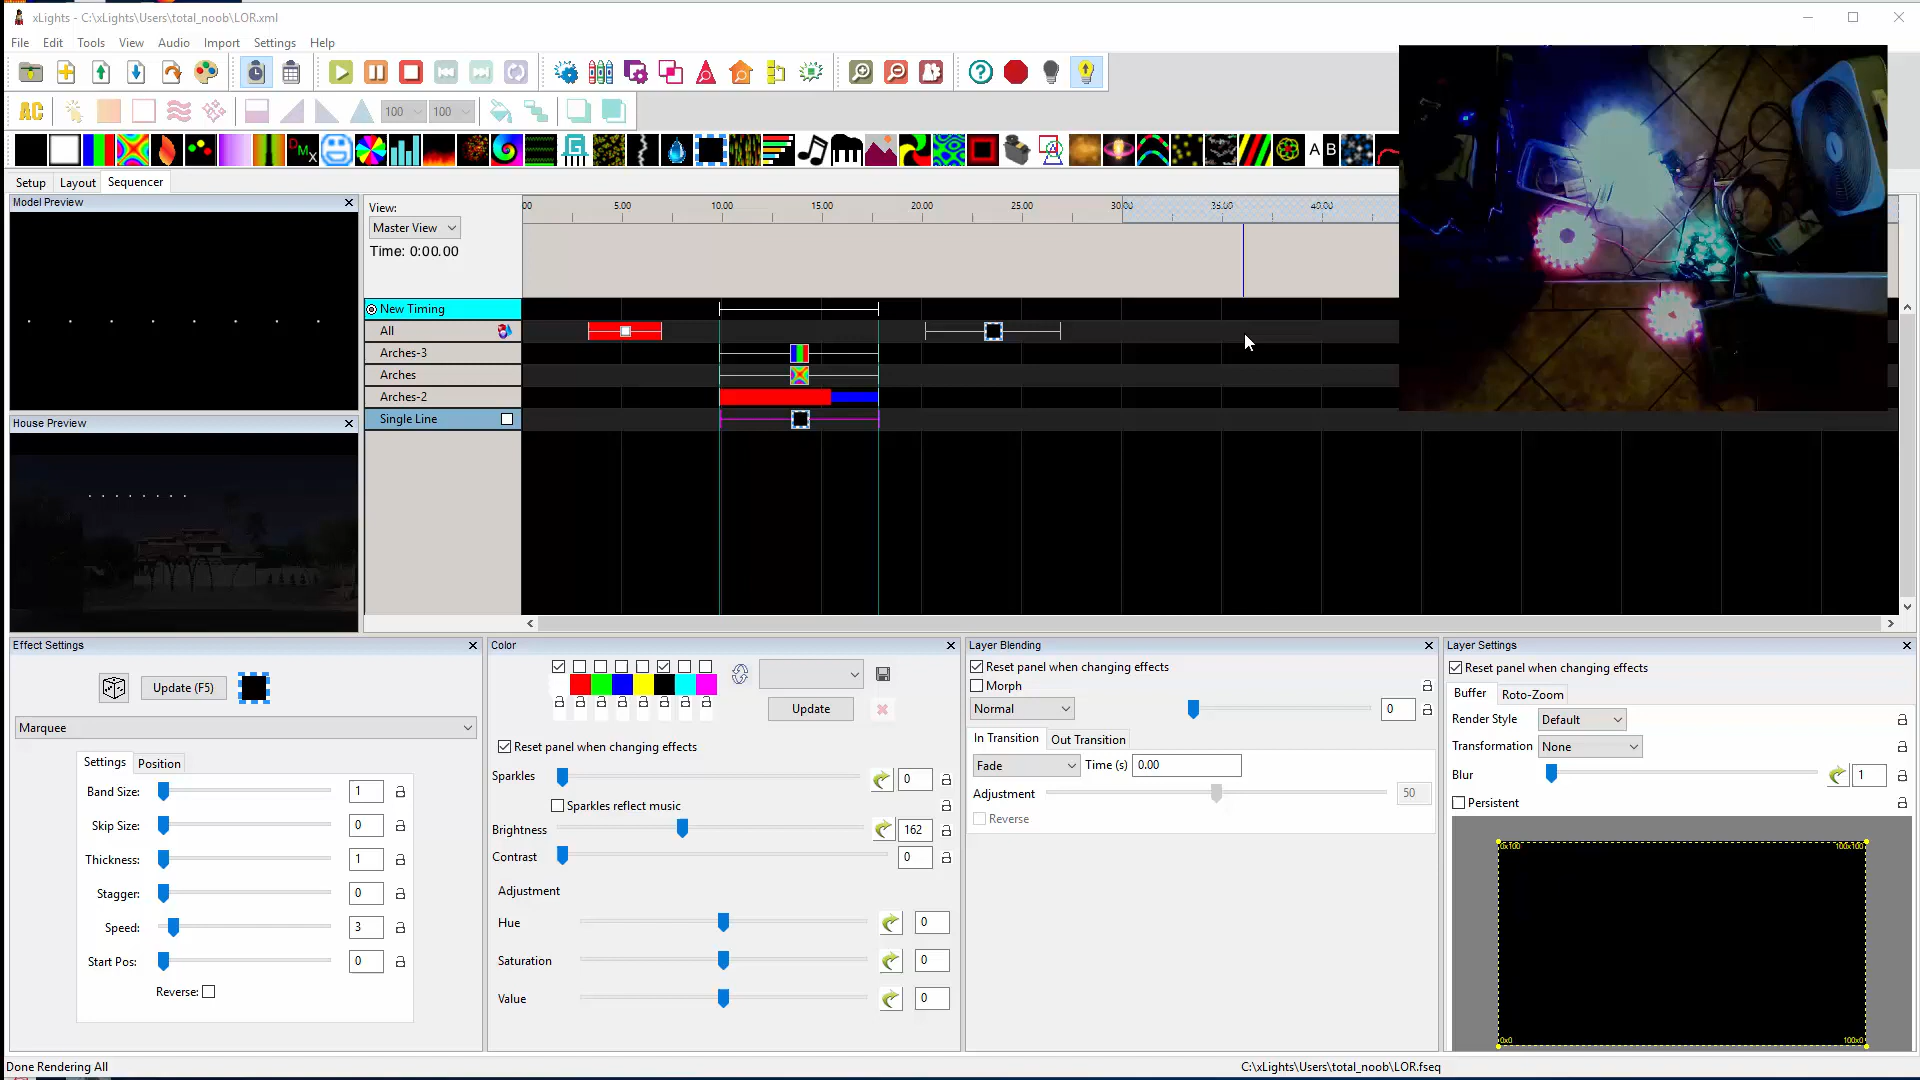 xLights - C:\xLights\Users\total_noob\LOR.xml
File Edit Tools View Audio Import Settings Help
AC 100 100
DMX
A B
Setup Layout Sequencer
Model Preview
View:
Master View
Time: 0:00.00
00 5.00 10.00 15.00 20.00 25.00 30.00 35.00 40.00
New Timing
All
Arches-3
Arches
Arches-2
Single Line
House Preview
Effect Settings
Update (F5)
Marquee
Settings Position
Band Size: 1
Skip Size: 0
Thickness: 1
Stagger: 0
Speed: 3
Start Pos: 0
Reverse:
Color
Update
Reset panel when changing effects
Sparkles 0
Sparkles reflect music
Brightness 162
Contrast 0
Adjustment
Hue 0
Saturation 0
Value 0
Layer Blending
Reset panel when changing effects
Morph
Normal 0
In Transition Out Transition
Fade Time (s) 0.00
Adjustment 50
Reverse
Layer Settings
Reset panel when changing effects
Buffer Roto-Zoom
Render Style Default
Transformation None
Blur 1
Persistent
0x100 100x100
0x0 100x0
Done Rendering All C:\xLights\Users\total_noob\LOR.fseq